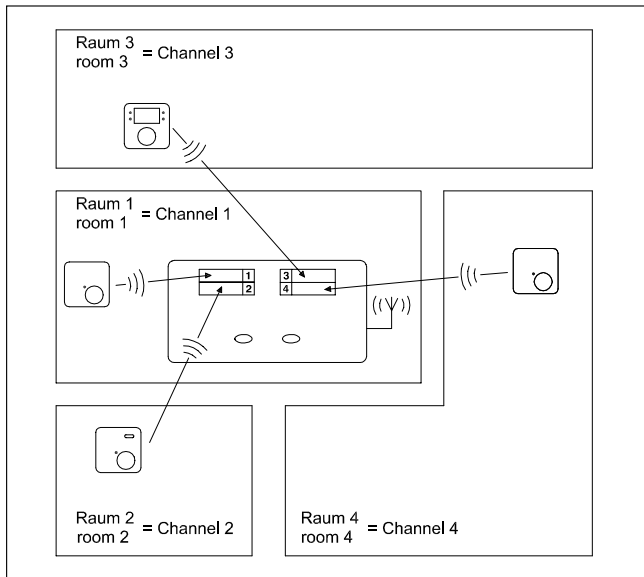 Raum 3
room 3 = Channel 3
Raum 1
room 1 = Channel 1
1 3
2 4
Raum 2
room 2 = Channel 2
Raum 4
room 4 = Channel 4